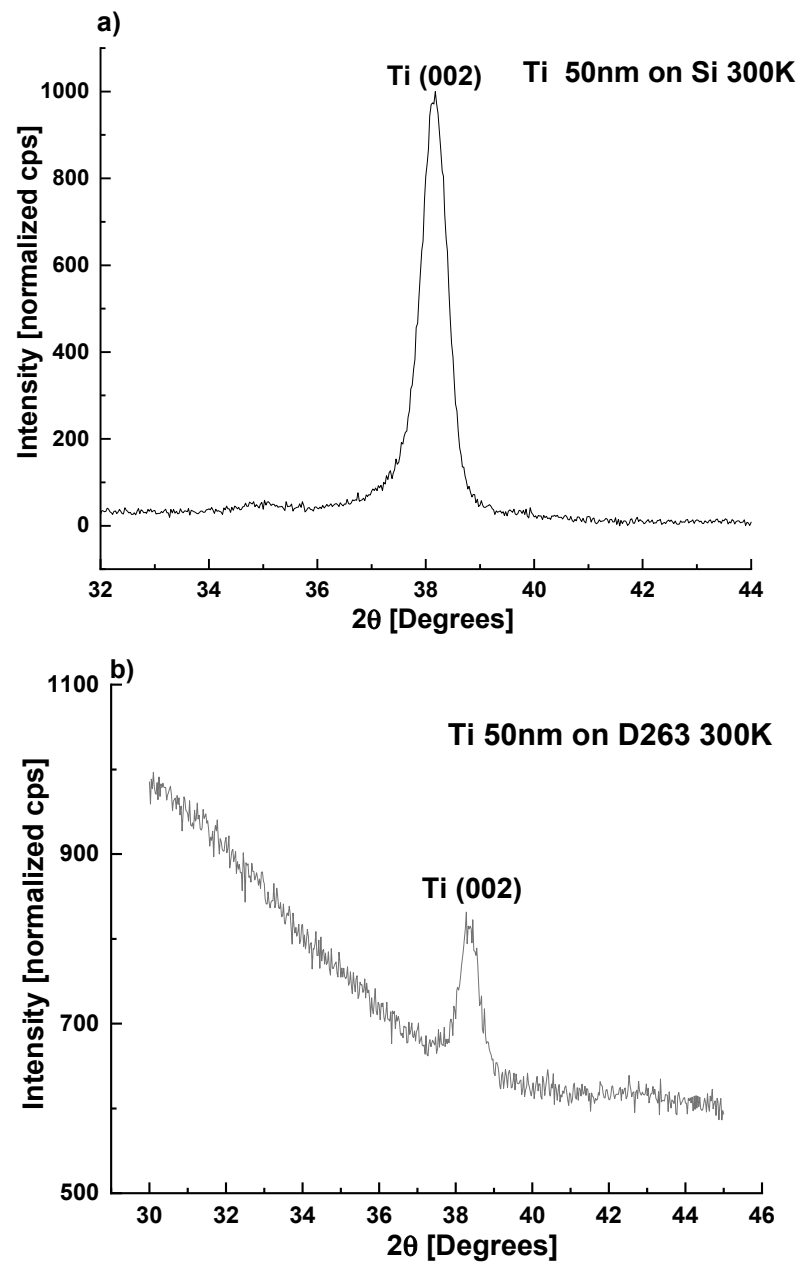 a)
Ti (002)
Ti 50nm on Si 300K
Intensity [normalized cps]
1000
800
600
400
200
0
32 34 36 38 40 42 44
2θ [Degrees]
b)
Ti 50nm on D263 300K
Ti (002)
Intensity [normalized cps]
1100
900
700
500
30 32 34 36 38 40 42 44 46
2θ [Degrees]